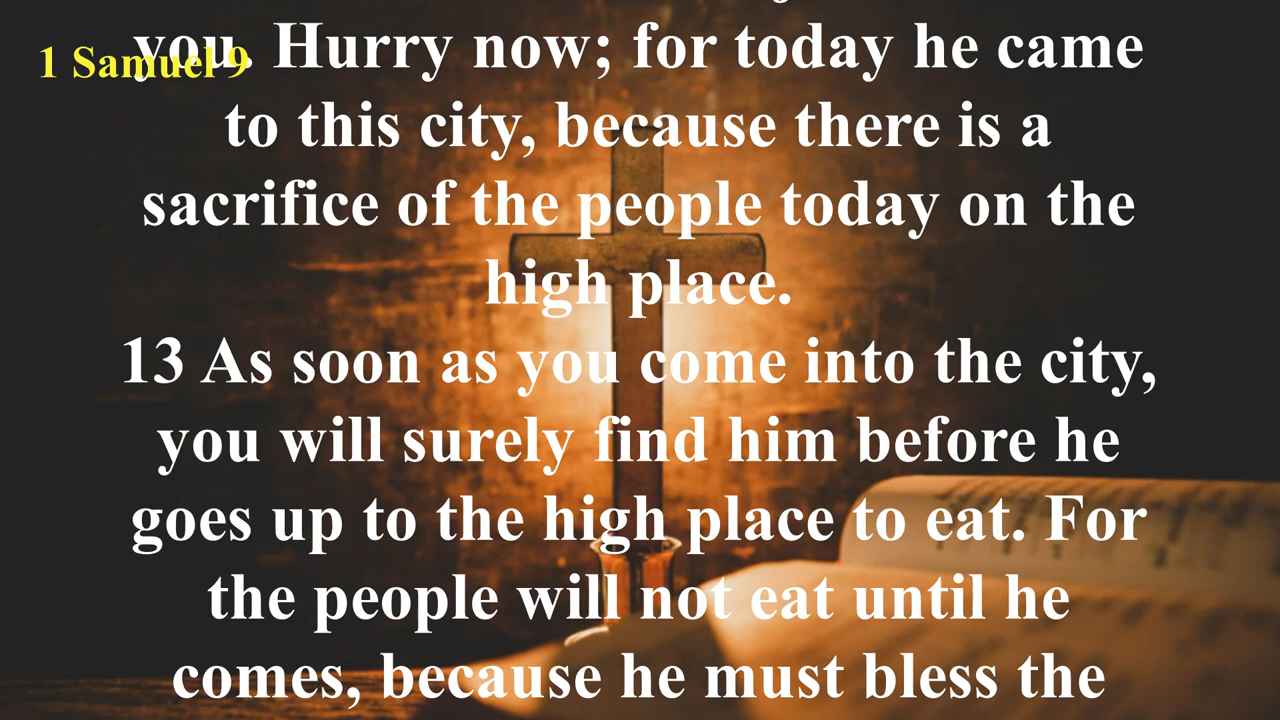 1 Samuel 9
you. Hurry now; for today he came
to this city, because there is a
sacrifice of the people today on the
high place.
13 As soon as you come into the city,
you will surely find him before he
goes up to the high place to eat. For
the people will not eat until he
comes, because he must bless the